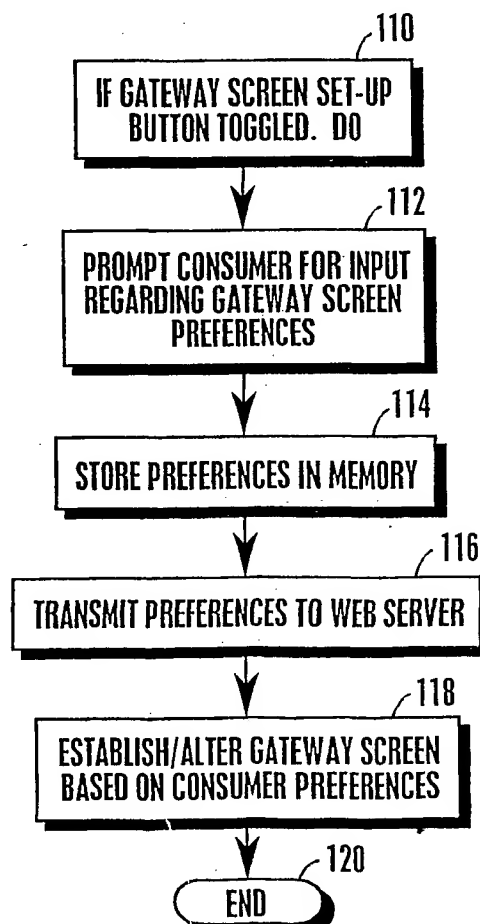 110
IF GATEWAY SCREEN SET-UP
BUTTON TOGGLED. DO
112
PROMPT CONSUMER FOR INPUT
REGARDING GATEWAY SCREEN
PREFERENCES
114
STORE PREFERENCES IN MEMORY
116
TRANSMIT PREFERENCES TO WEB SERVER
118
ESTABLISH/ALTER GATEWAY SCREEN
BASED ON CONSUMER PREFERENCES
120
END